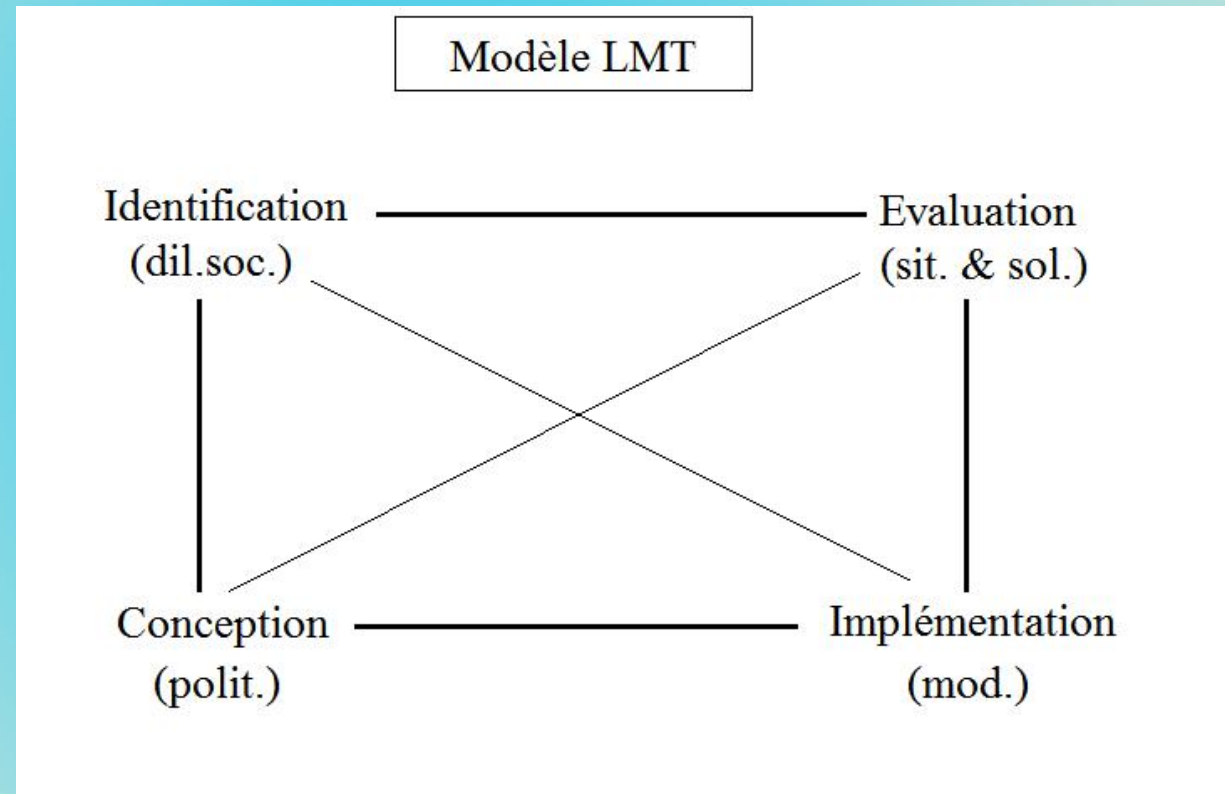 Modèle LMT
Identification
(dil.soc.)
Evaluation
(sit. & sol.)
Conception
(polit.)
Implémentation
(mod.)